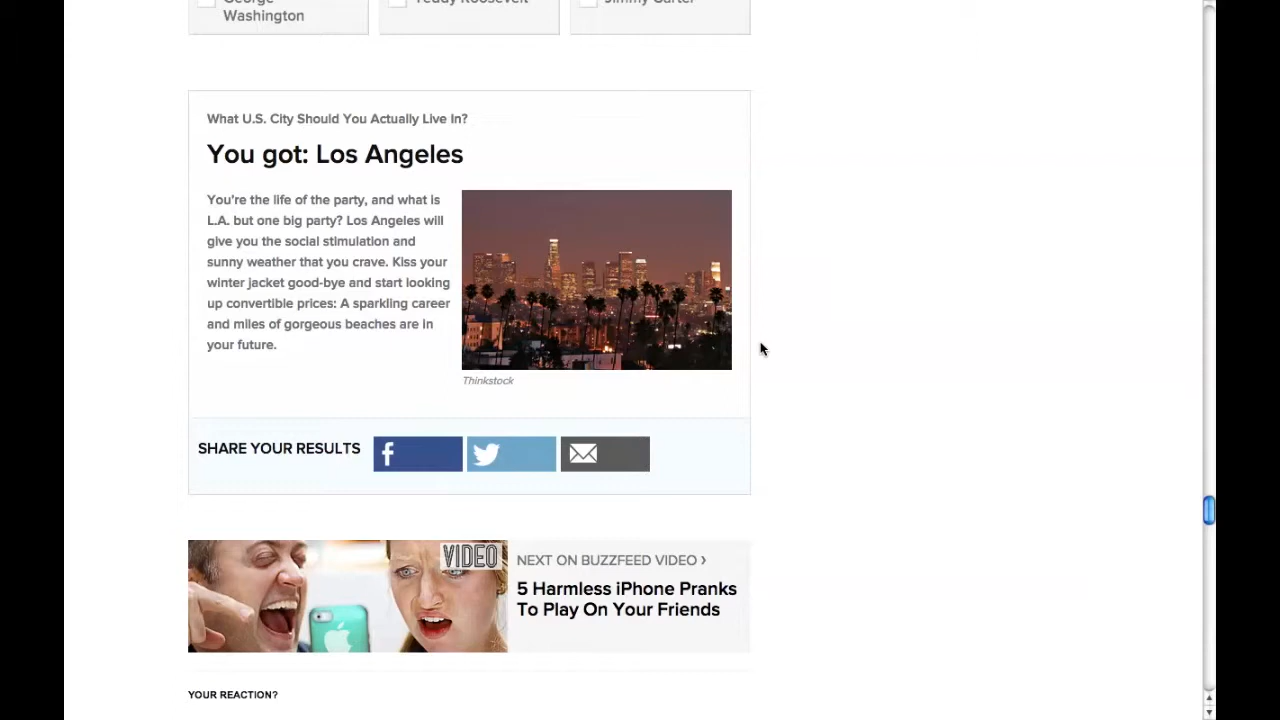 George
Washington
Teddy Roosevelt
Jimmy Carter
What U.S. City Should You Actually Live In?
You got: Los Angeles
You're the life of the party, and what is
L.A. but one big party? Los Angeles will
give you the social stimulation and
sunny weather that you crave. Kiss your
winter jacket good-bye and start looking
up convertible prices: A sparkling career
and miles of gorgeous beaches are in
your future.
Thinkstock
SHARE YOUR RESULTS
VIDEO
NEXT ON BUZZFEED VIDEO ›
5 Harmless iPhone Pranks
To Play On Your Friends
YOUR REACTION?